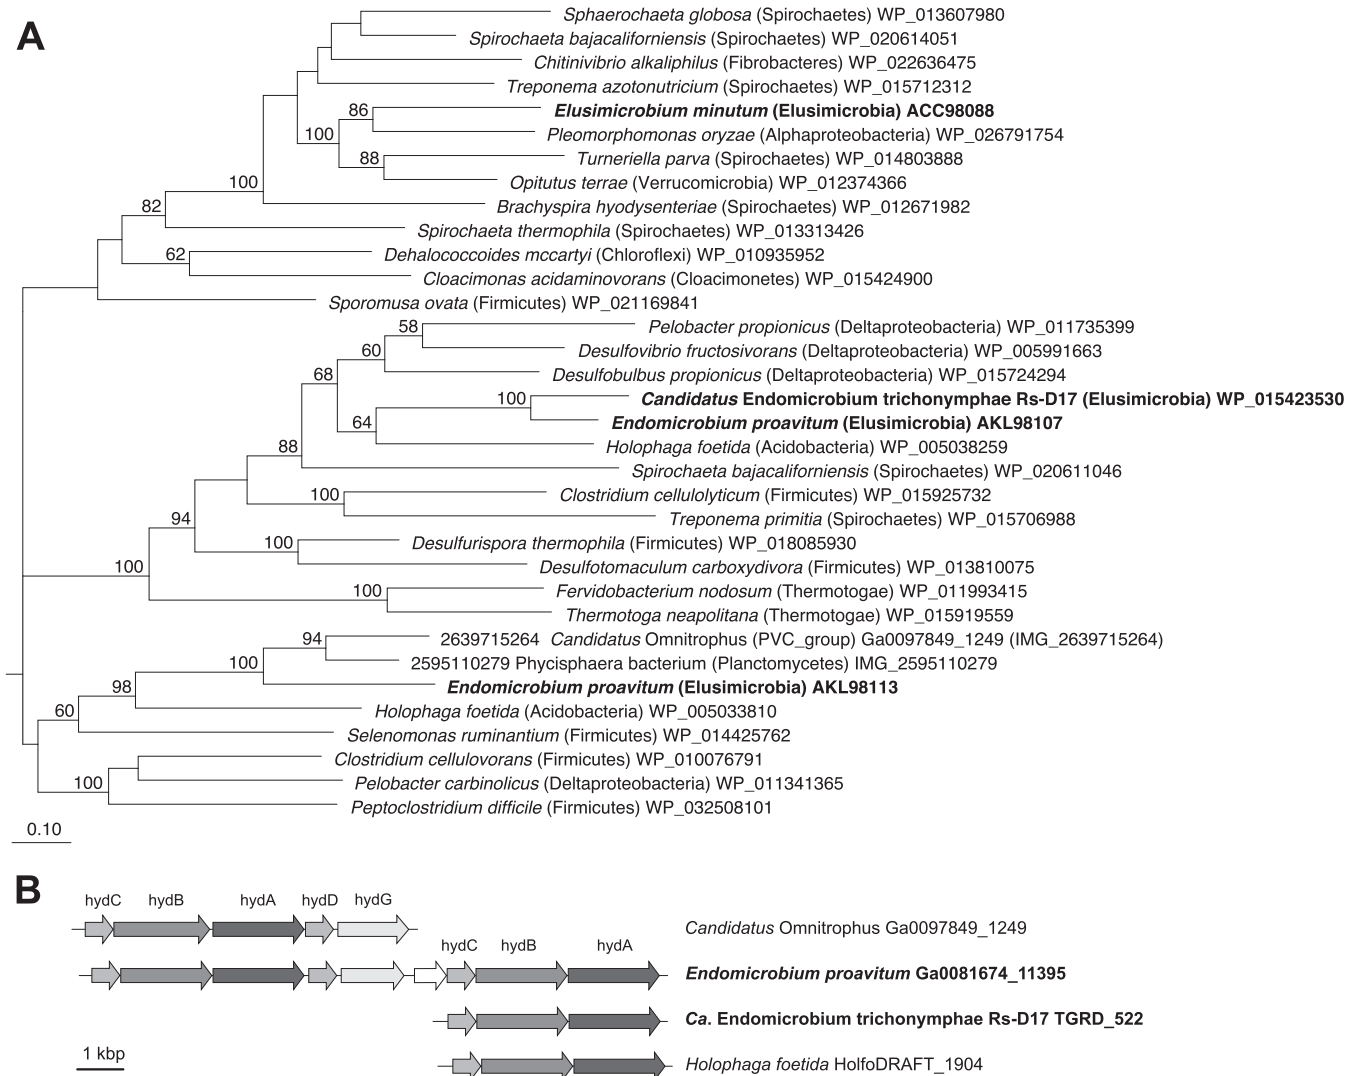 A
Sphaerochaeta globosa (Spirochaetes) WP_013607980
Spirochaeta bajacaliforniensis (Spirochaetes) WP_020614051
Chitinivibrio alkaliphilus (Fibrobacteres) WP_022636475
Treponema azotonutricium (Spirochaetes) WP_015712312
86 Elusimicrobium minutum (Elusimicrobia) ACC98088
100 Pleomorphomonas oryzae (Alphaproteobacteria) WP_026791754
88 Turneriella parva (Spirochaetes) WP_014803888
100 Opitutus terrae (Verrucomicrobia) WP_012374366
82 Brachyspira hyodysenteriae (Spirochaetes) WP_012671982
Spirochaeta thermophila (Spirochaetes) WP_013313426
62 Dehalococcoides mccartyi (Chloroflexi) WP_010935952
Cloacimonas acidaminovorans (Cloacimonetes) WP_015424900
Sporomusa ovata (Firmicutes) WP_021169841
58 Pelobacter propionicus (Deltaproteobacteria) WP_011735399
60 Desulfovibrio fructosivorans (Deltaproteobacteria) WP_005991663
68 Desulfobulbus propionicus (Deltaproteobacteria) WP_015724294
100 Candidatus Endomicrobium trichonymphae Rs-D17 (Elusimicrobia) WP_015423530
64 Endomicrobium proavitum (Elusimicrobia) AKL98107
88 Holophaga foetida (Acidobacteria) WP_005038259
Spirochaeta bajacaliforniensis (Spirochaetes) WP_020611046
100 Clostridium cellulolyticum (Firmicutes) WP_015925732
94 Treponema primitia (Spirochaetes) WP_015706988
100 Desulfurispora thermophila (Firmicutes) WP_018085930
100 Desulfotomaculum carboxydivora (Firmicutes) WP_013810075
100 Fervidobacterium nodosum (Thermotogae) WP_011993415
Thermotoga neapolitana (Thermotogae) WP_015919559
94 2639715264 Candidatus Omnitrophus (PVC_group) Ga0097849_1249 (IMG_2639715264)
100 2595110279 Phycisphaera bacterium (Planctomycetes) IMG_2595110279
98 Endomicrobium proavitum (Elusimicrobia) AKL98113
60 Holophaga foetida (Acidobacteria) WP_005033810
Selenomonas ruminantium (Firmicutes) WP_014425762
Clostridium cellulovorans (Firmicutes) WP_010076791
100 Pelobacter carbinolicus (Deltaproteobacteria) WP_011341365
Peptoclostridium difficile (Firmicutes) WP_032508101
0.10
B
hydC hydB hydA hydD hydG
Candidatus Omnitrophus Ga0097849_1249
hydC hydB hydA
Endomicrobium proavitum Ga0081674_11395
Ca. Endomicrobium trichonymphae Rs-D17 TGRD_522
1 kbp
Holophaga foetida HolfoDRAFT_1904